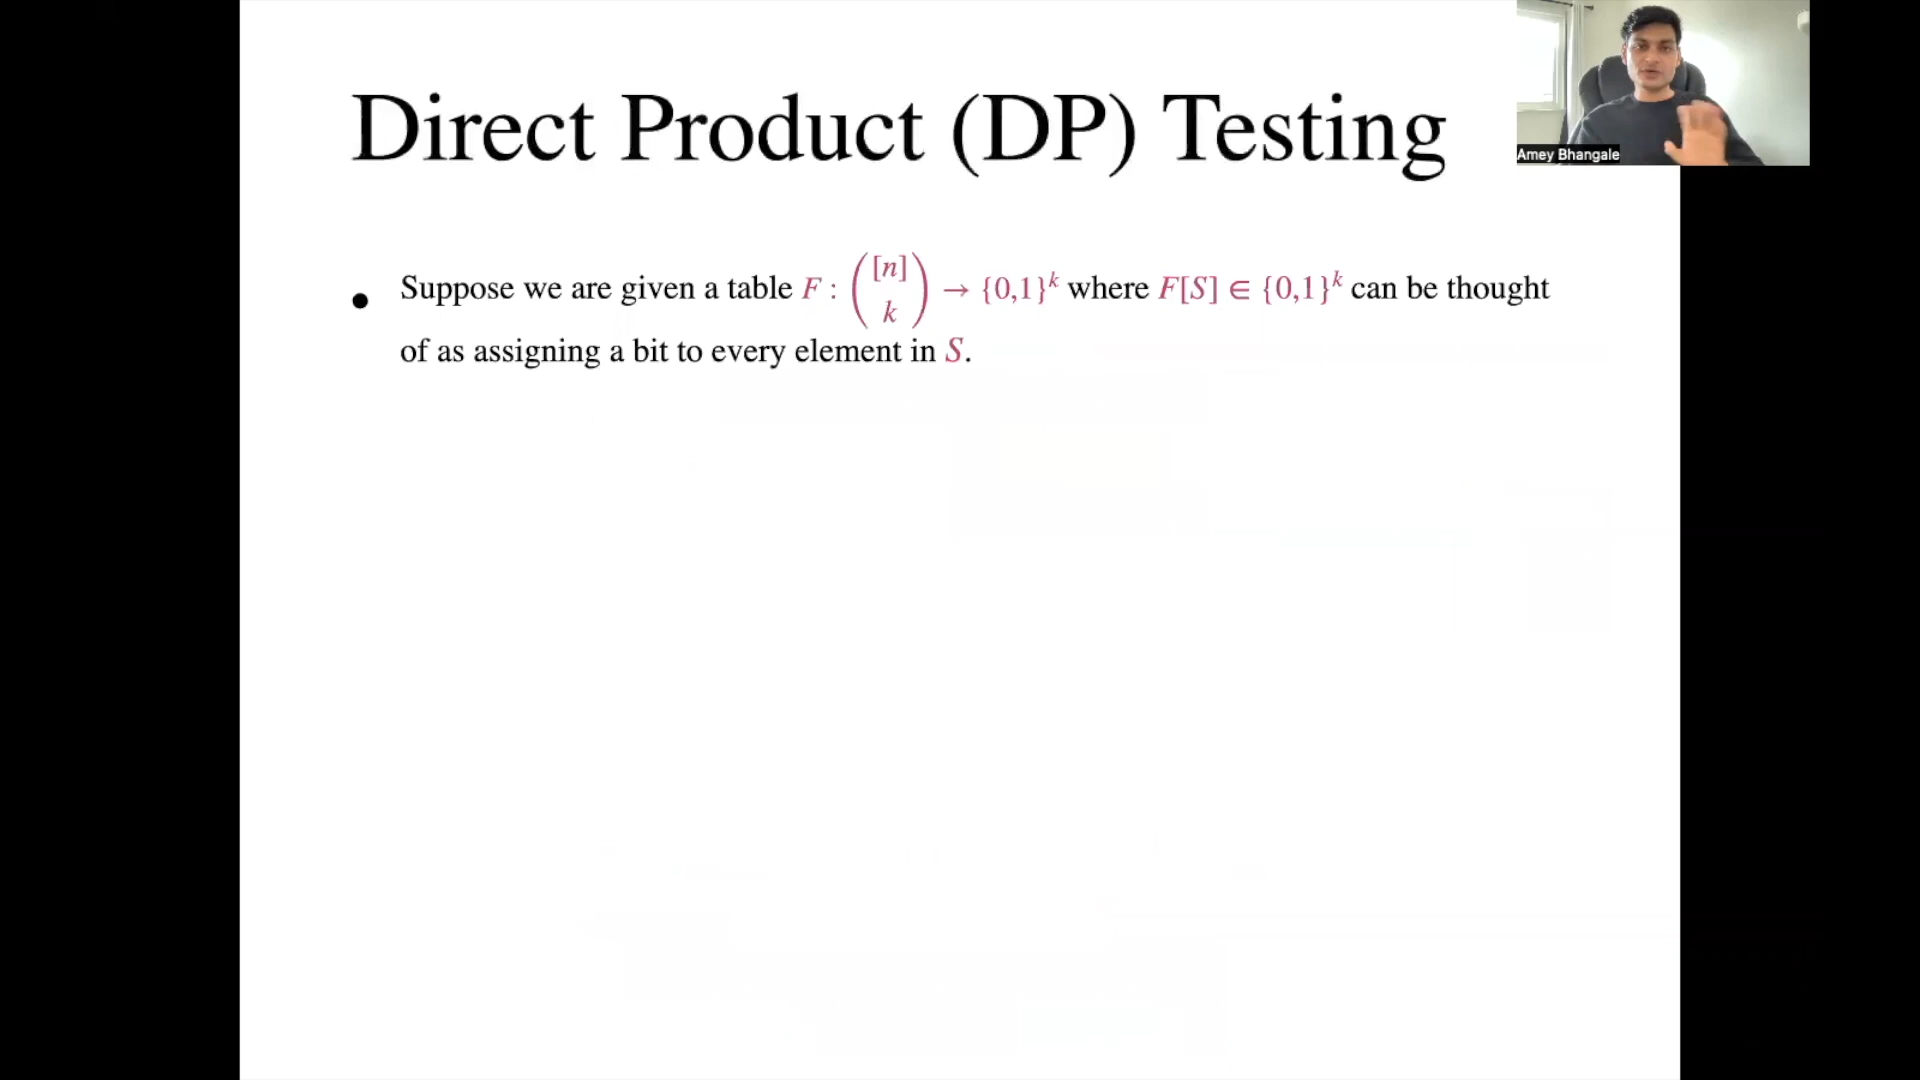 Direct Product (DP) Testing
Amey Bhangale
• Suppose we are given a table F : ([n] k) → {0,1}^k where F[S] ∈ {0,1}^k can be thought
of as assigning a bit to every element in S.